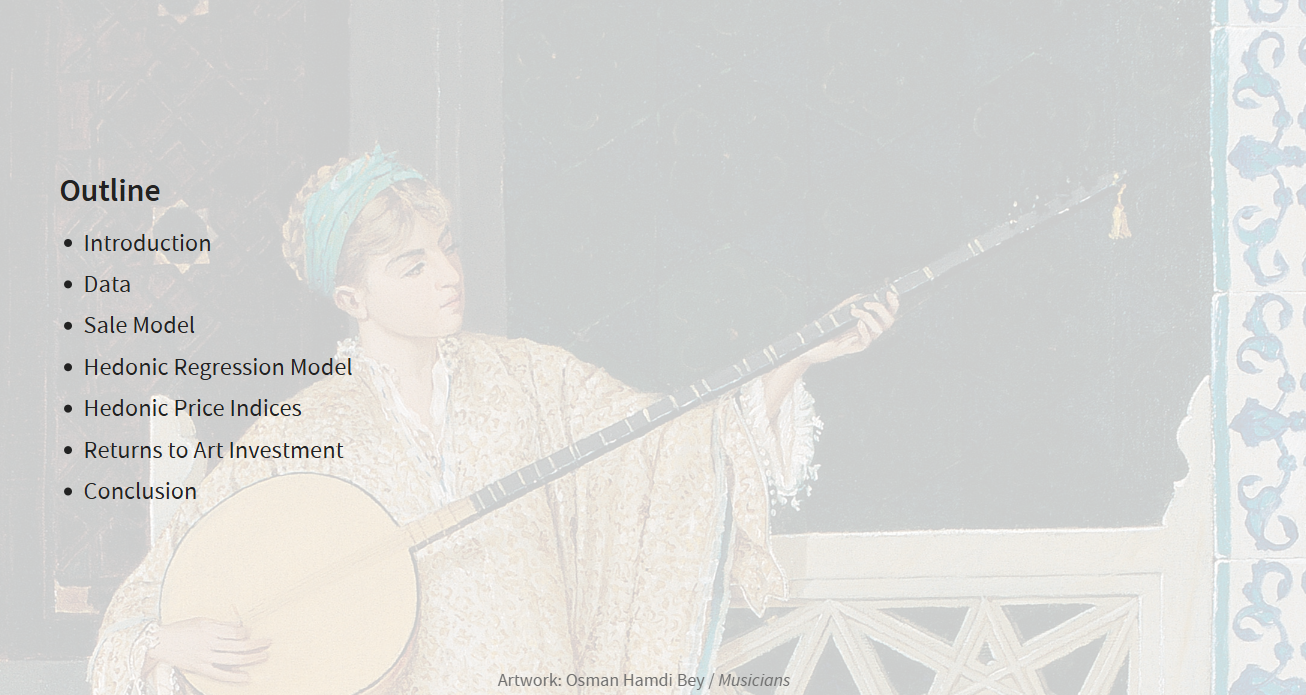 Outline
• Introduction
• Data
• Sale Model
• Hedonic Regression Model
• Hedonic Price Indices
• Returns to Art Investment
• Conclusion
Artwork: Osman Hamdi Bey / Musicians